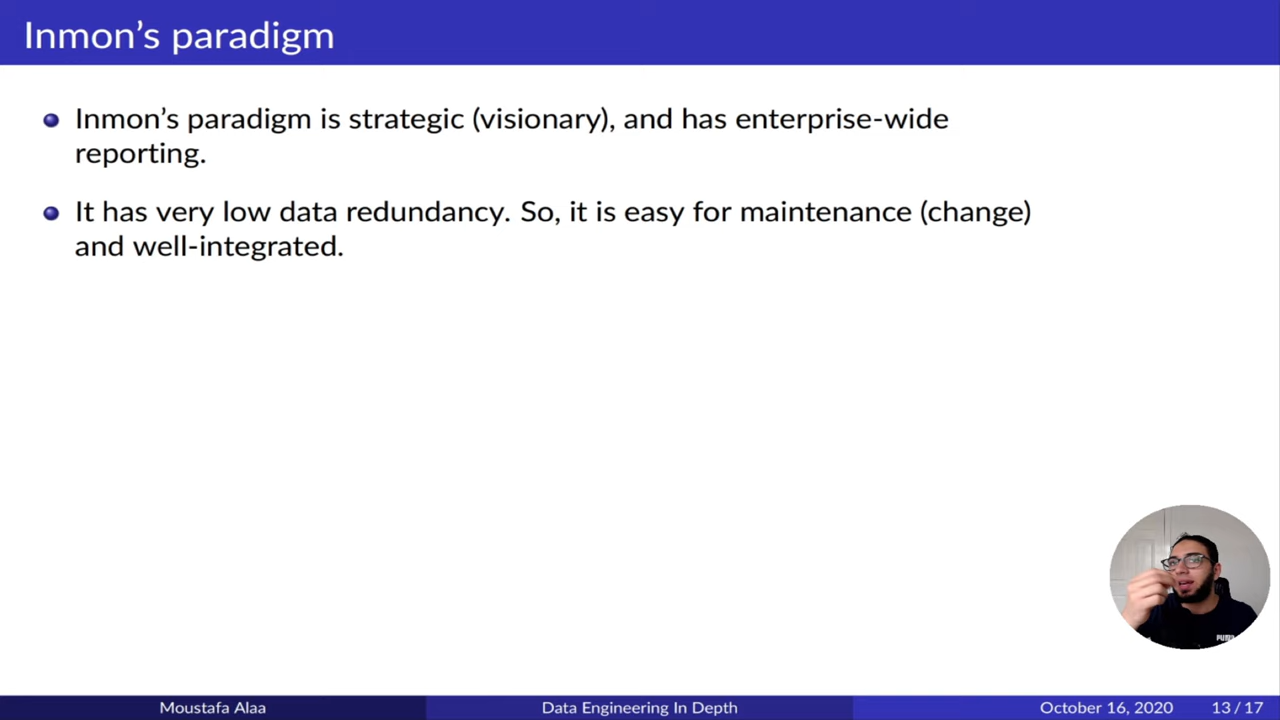 Inmon's paradigm
Inmon's paradigm is strategic (visionary), and has enterprise-wide
reporting.
It has very low data redundancy. So, it is easy for maintenance (change)
and well-integrated.
PUMA
Moustafa Alaa
Data Engineering In Depth
October 16, 2020
13 / 17